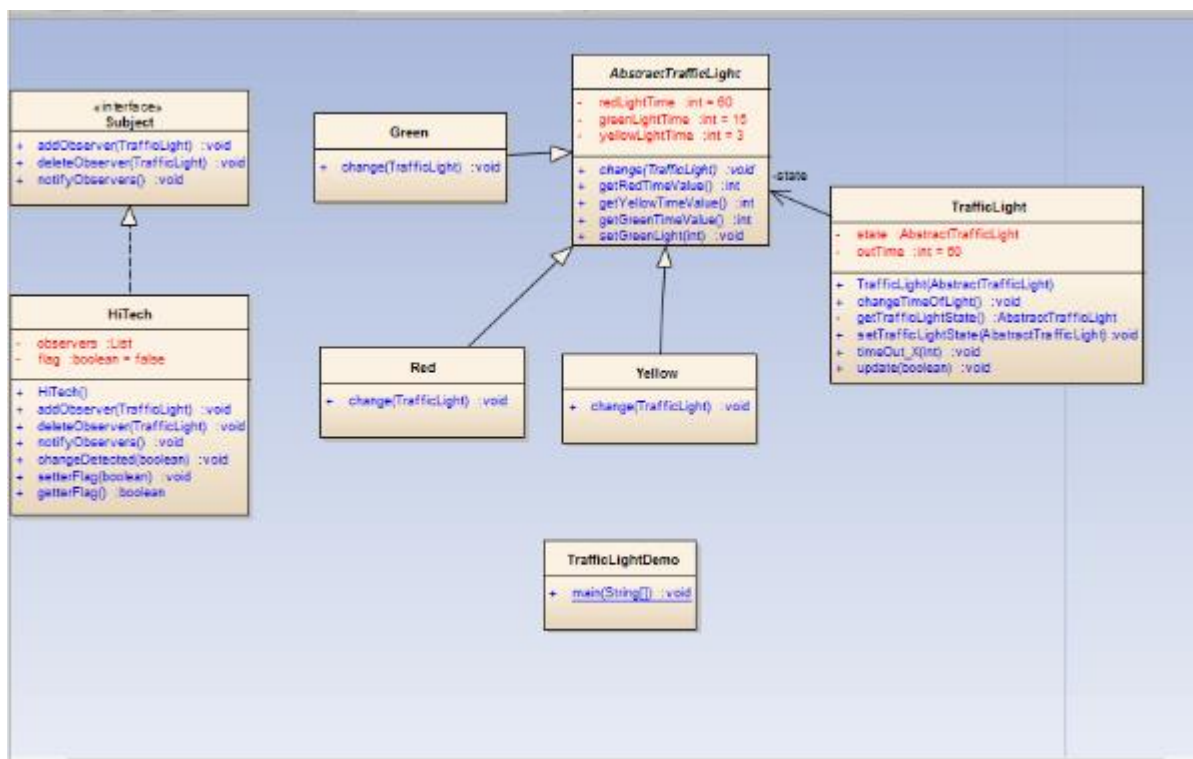 «interface»
Subject
+ addObserver(TrafficLight) :void
+ deleteObserver(TrafficLight) :void
+ notifyObservers() :void
HiTech
- observers :List
- flag :boolean = false
+ HiTech()
+ addObserver(TrafficLight) :void
+ deleteObserver(TrafficLight) :void
+ notifyObservers() :void
+ changeDetected(boolean) :void
+ setterFlag(boolean) :void
+ getterFlag() :boolean
Green
+ change(TrafficLight) :void
AbstractTrafficLight
- redLightTime :int = 60
- greenLightTime :int = 15
- yellowLightTime :int = 3
+ change(TrafficLight) :void
+ getRedTimeValue() :int
+ getYellowTimeValue() :int
+ getGreenTimeValue() :int
+ setGreenLight(int) :void
-state
TrafficLight
- state :AbstractTrafficLight
- outTime :int = 60
+ TrafficLight(AbstractTrafficLight)
+ changeTimeOfLight() :void
- getTrafficLightState() :AbstractTrafficLight
+ setTrafficLightState(AbstractTrafficLight) :void
+ timeOut_X(int) :void
+ update(boolean) :void
Red
+ change(TrafficLight) :void
Yellow
+ change(TrafficLight) :void
TrafficLightDemo
+ main(String[]) :void